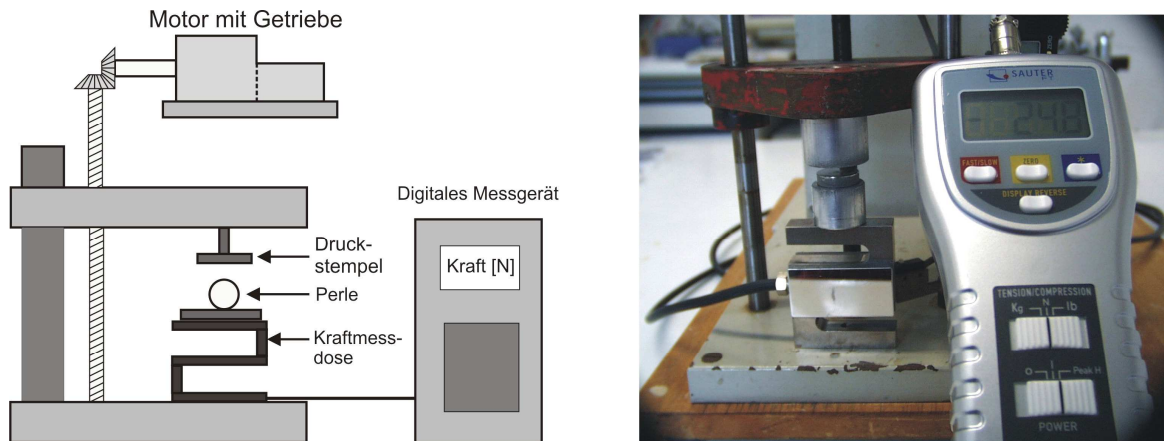 Motor mit Getriebe
Digitales Messgerät
Druck-
stempel
Kraft [N]
Perle
Kraftmess-
dose
SAUTER
- 248
FAST/SLOW
ZERO
*
DISPLAY REVERSE
TENSION/COMPRESSION
N
Kg
lb
O
Peak H
POWER